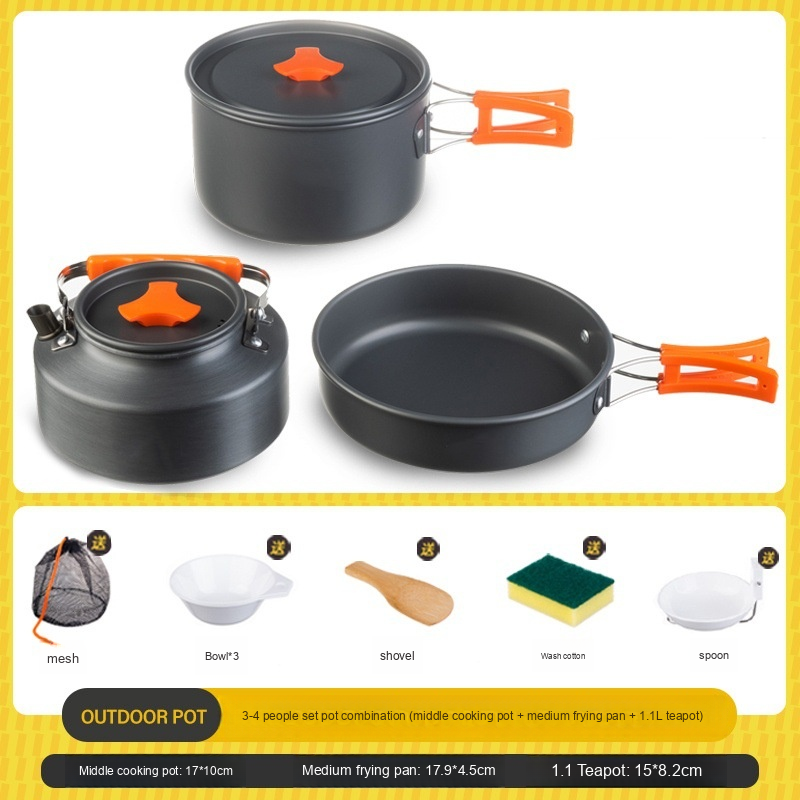 送
送
送
送
送
mesh
Bowl*3
shovel
Wash cotton
spoon
OUTDOOR POT
3-4 people set pot combination (middle cooking pot + medium frying pan + 1.1L teapot)
Middle cooking pot: 17*10cm
Medium frying pan: 17.9*4.5cm
1.1 Teapot: 15*8.2cm